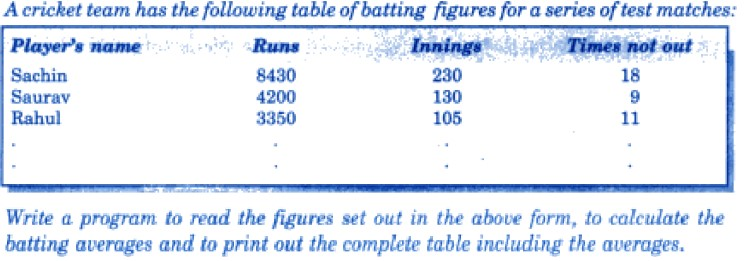 A cricket team has the following table of batting figures for a series of test matches:
Player's name Runs Innings Times not out
Sachin 8430 230 18
Saurav 4200 130 9
Rahul 3350 105 11
. . . .
. . . .
Write a program to read the figures set out in the above form, to calculate the
batting averages and to print out the complete table including the averages.